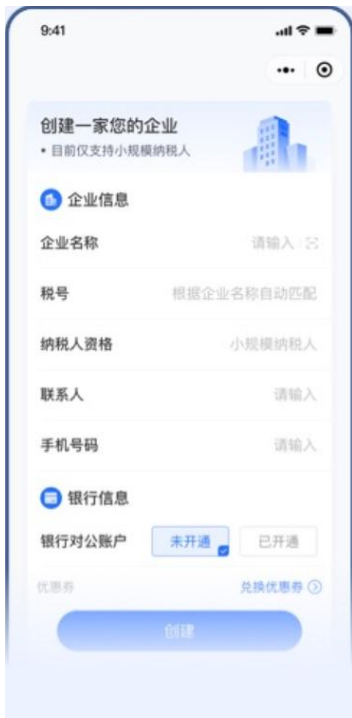 9:41
创建一家您的企业
• 目前仅支持小规模纳税人
企业信息
企业名称 请输入
税号 根据企业名称自动匹配
纳税人资格 小规模纳税人
联系人 请输入
手机号码 请输入
银行信息
银行对公账户 未开通 已开通
优惠券 兑换优惠券
创建